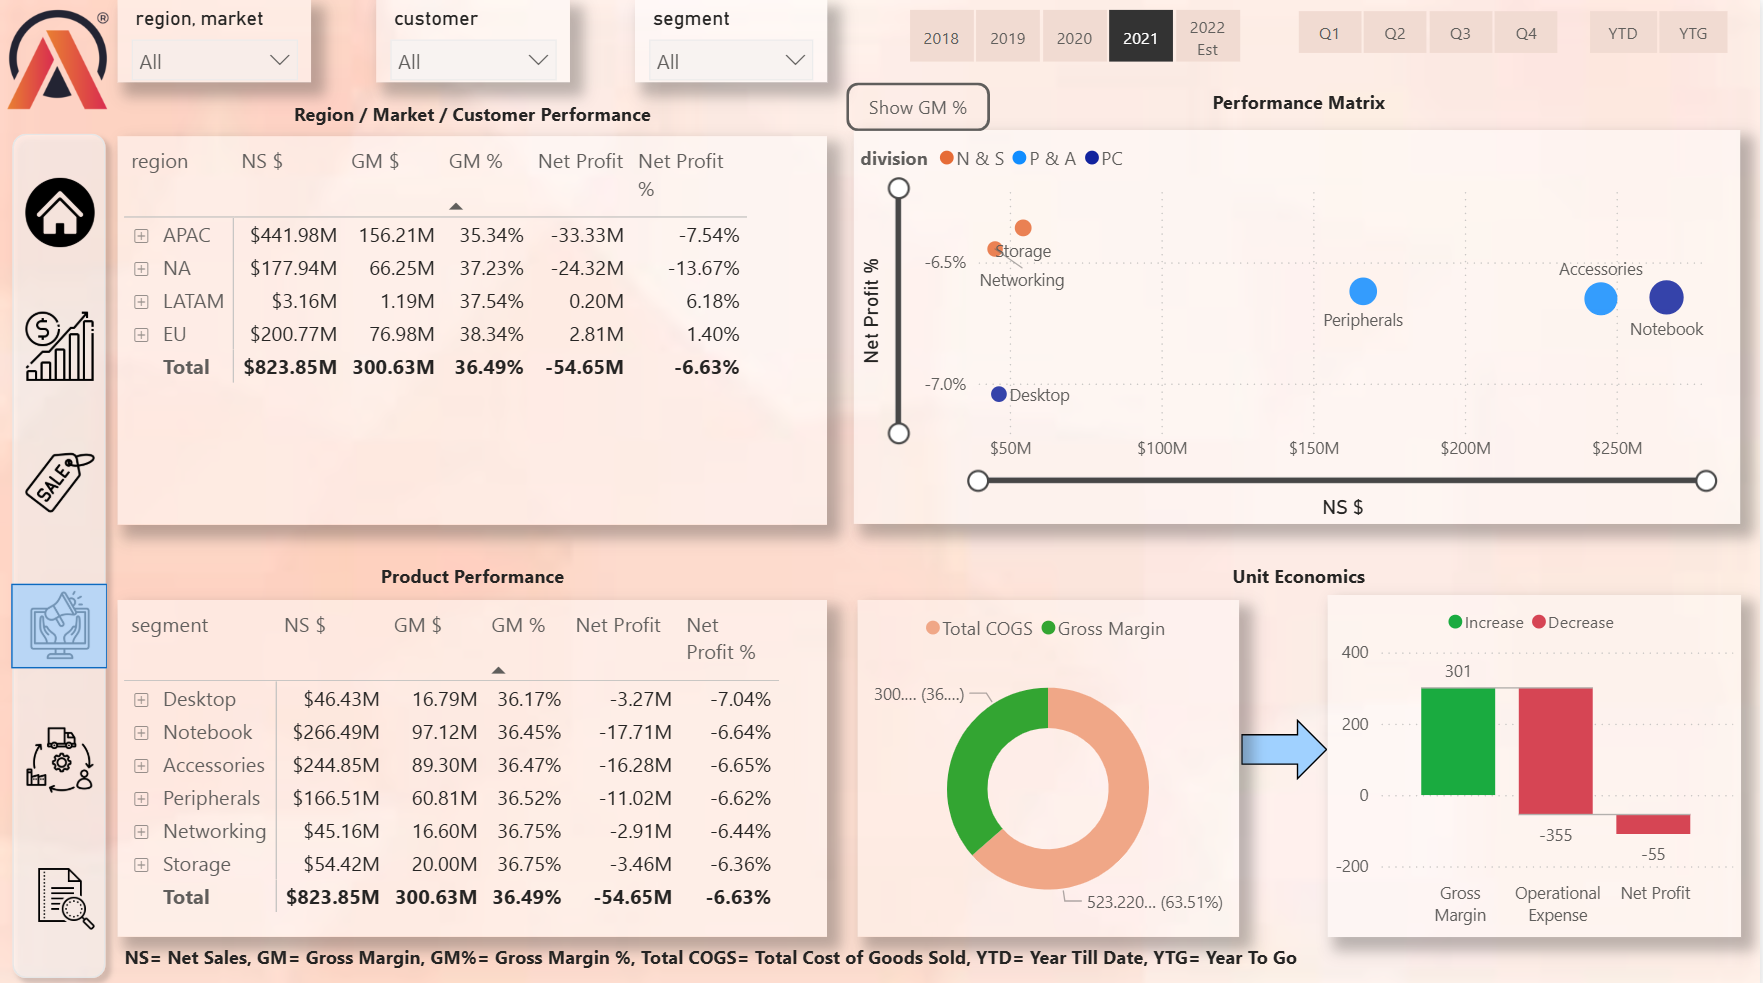 ®
region, market
All
customer
All
segment
All
2018
2019
2020
2021
2022
Est
Q1
Q2
Q3
Q4
YTD
YTG
Region / Market / Customer Performance
region NS $ GM $ GM % Net Profit Net Profit
%
APAC $441.98M 156.21M 35.34% -33.33M -7.54%
NA $177.94M 66.25M 37.23% -24.32M -13.67%
LATAM $3.16M 1.19M 37.54% 0.20M 6.18%
EU $200.77M 76.98M 38.34% 2.81M 1.40%
Total $823.85M 300.63M 36.49% -54.65M -6.63%
Show GM %
Performance Matrix
division N & S P & A PC
Net Profit %
-6.5%
-7.0%
Storage
Networking
Peripherals
Accessories
Notebook
Desktop
$50M $100M $150M $200M $250M
NS $
SALE
Product Performance
segment NS $ GM $ GM % Net Profit Net
Profit %
Desktop $46.43M 16.79M 36.17% -3.27M -7.04%
Notebook $266.49M 97.12M 36.45% -17.71M -6.64%
Accessories $244.85M 89.30M 36.47% -16.28M -6.65%
Peripherals $166.51M 60.81M 36.52% -11.02M -6.62%
Networking $45.16M 16.60M 36.75% -2.91M -6.44%
Storage $54.42M 20.00M 36.75% -3.46M -6.36%
Total $823.85M 300.63M 36.49% -54.65M -6.63%
Unit Economics
Total COGS Gross Margin
300.... (36....)
523.220... (63.51%)
Increase Decrease
400
200
0
-200
301
-355
-55
Gross
Margin
Operational
Expense
Net Profit
NS= Net Sales, GM= Gross Margin, GM%= Gross Margin %, Total COGS= Total Cost of Goods Sold, YTD= Year Till Date, YTG= Year To Go